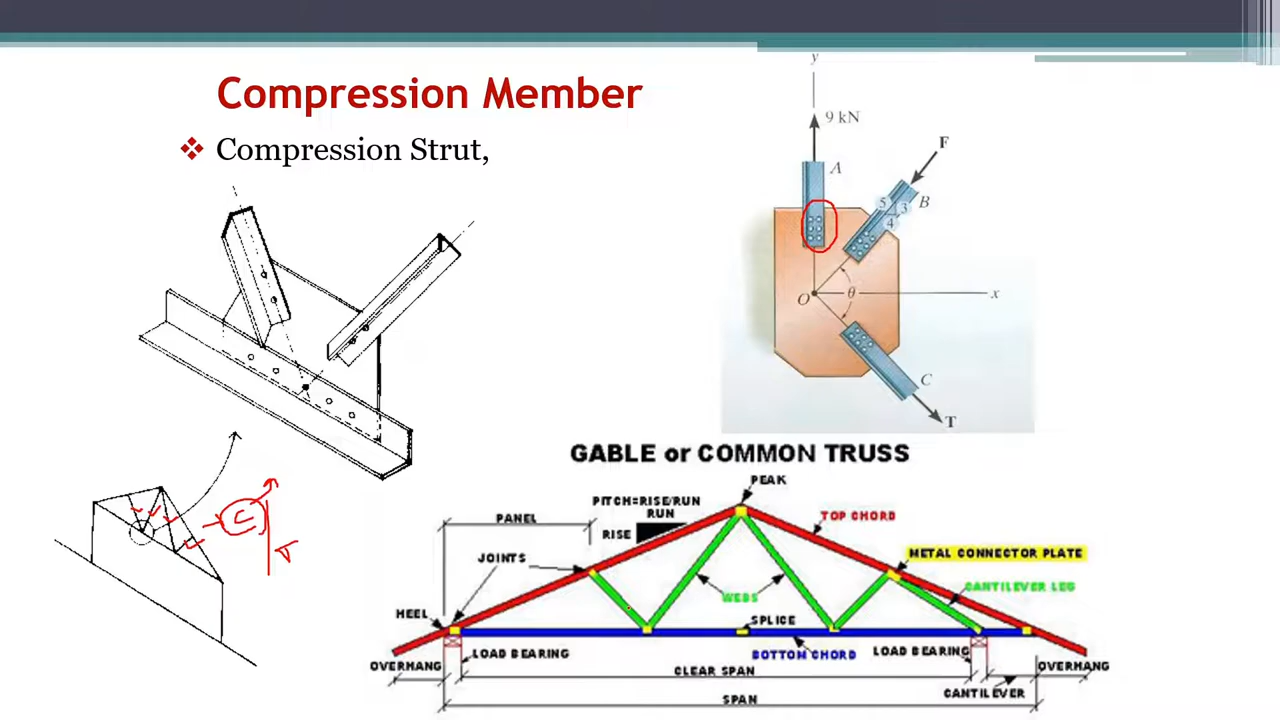 Compression Member
❖ Compression Strut,
y
9 kN
A
F
B
5
3
4
O
θ
x
C
T
C
T
GABLE or COMMON TRUSS
PEAK
PITCH=RISE/RUN
RUN
RISE
PANEL
TOP CHORD
JOINTS
METAL CONNECTOR PLATE
CANTILEVER LEG
WEBS
HEEL
SPLICE
LOAD BEARING
BOTTOM CHORD
LOAD BEARING
OVERHANG
CLEAR SPAN
OVERHANG
CANTILEVER
SPAN